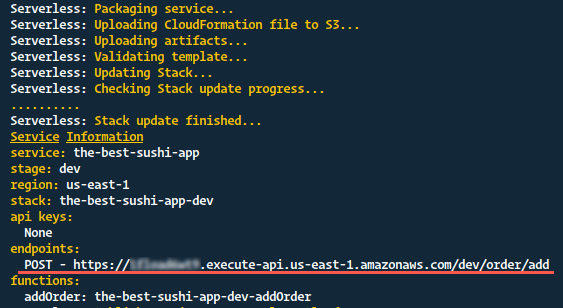 Serverless: Packaging service...
Serverless: Uploading CloudFormation file to S3...
Serverless: Uploading artifacts...
Serverless: Validating template...
Serverless: Updating Stack...
Serverless: Checking Stack update progress...
..........
Serverless: Stack update finished...
Service Information
service: the-best-sushi-app
stage: dev
region: us-east-1
stack: the-best-sushi-app-dev
api keys:
None
endpoints:
POST - https:// .execute-api.us-east-1.amazonaws.com/dev/order/add
functions:
addOrder: the-best-sushi-app-dev-addOrder